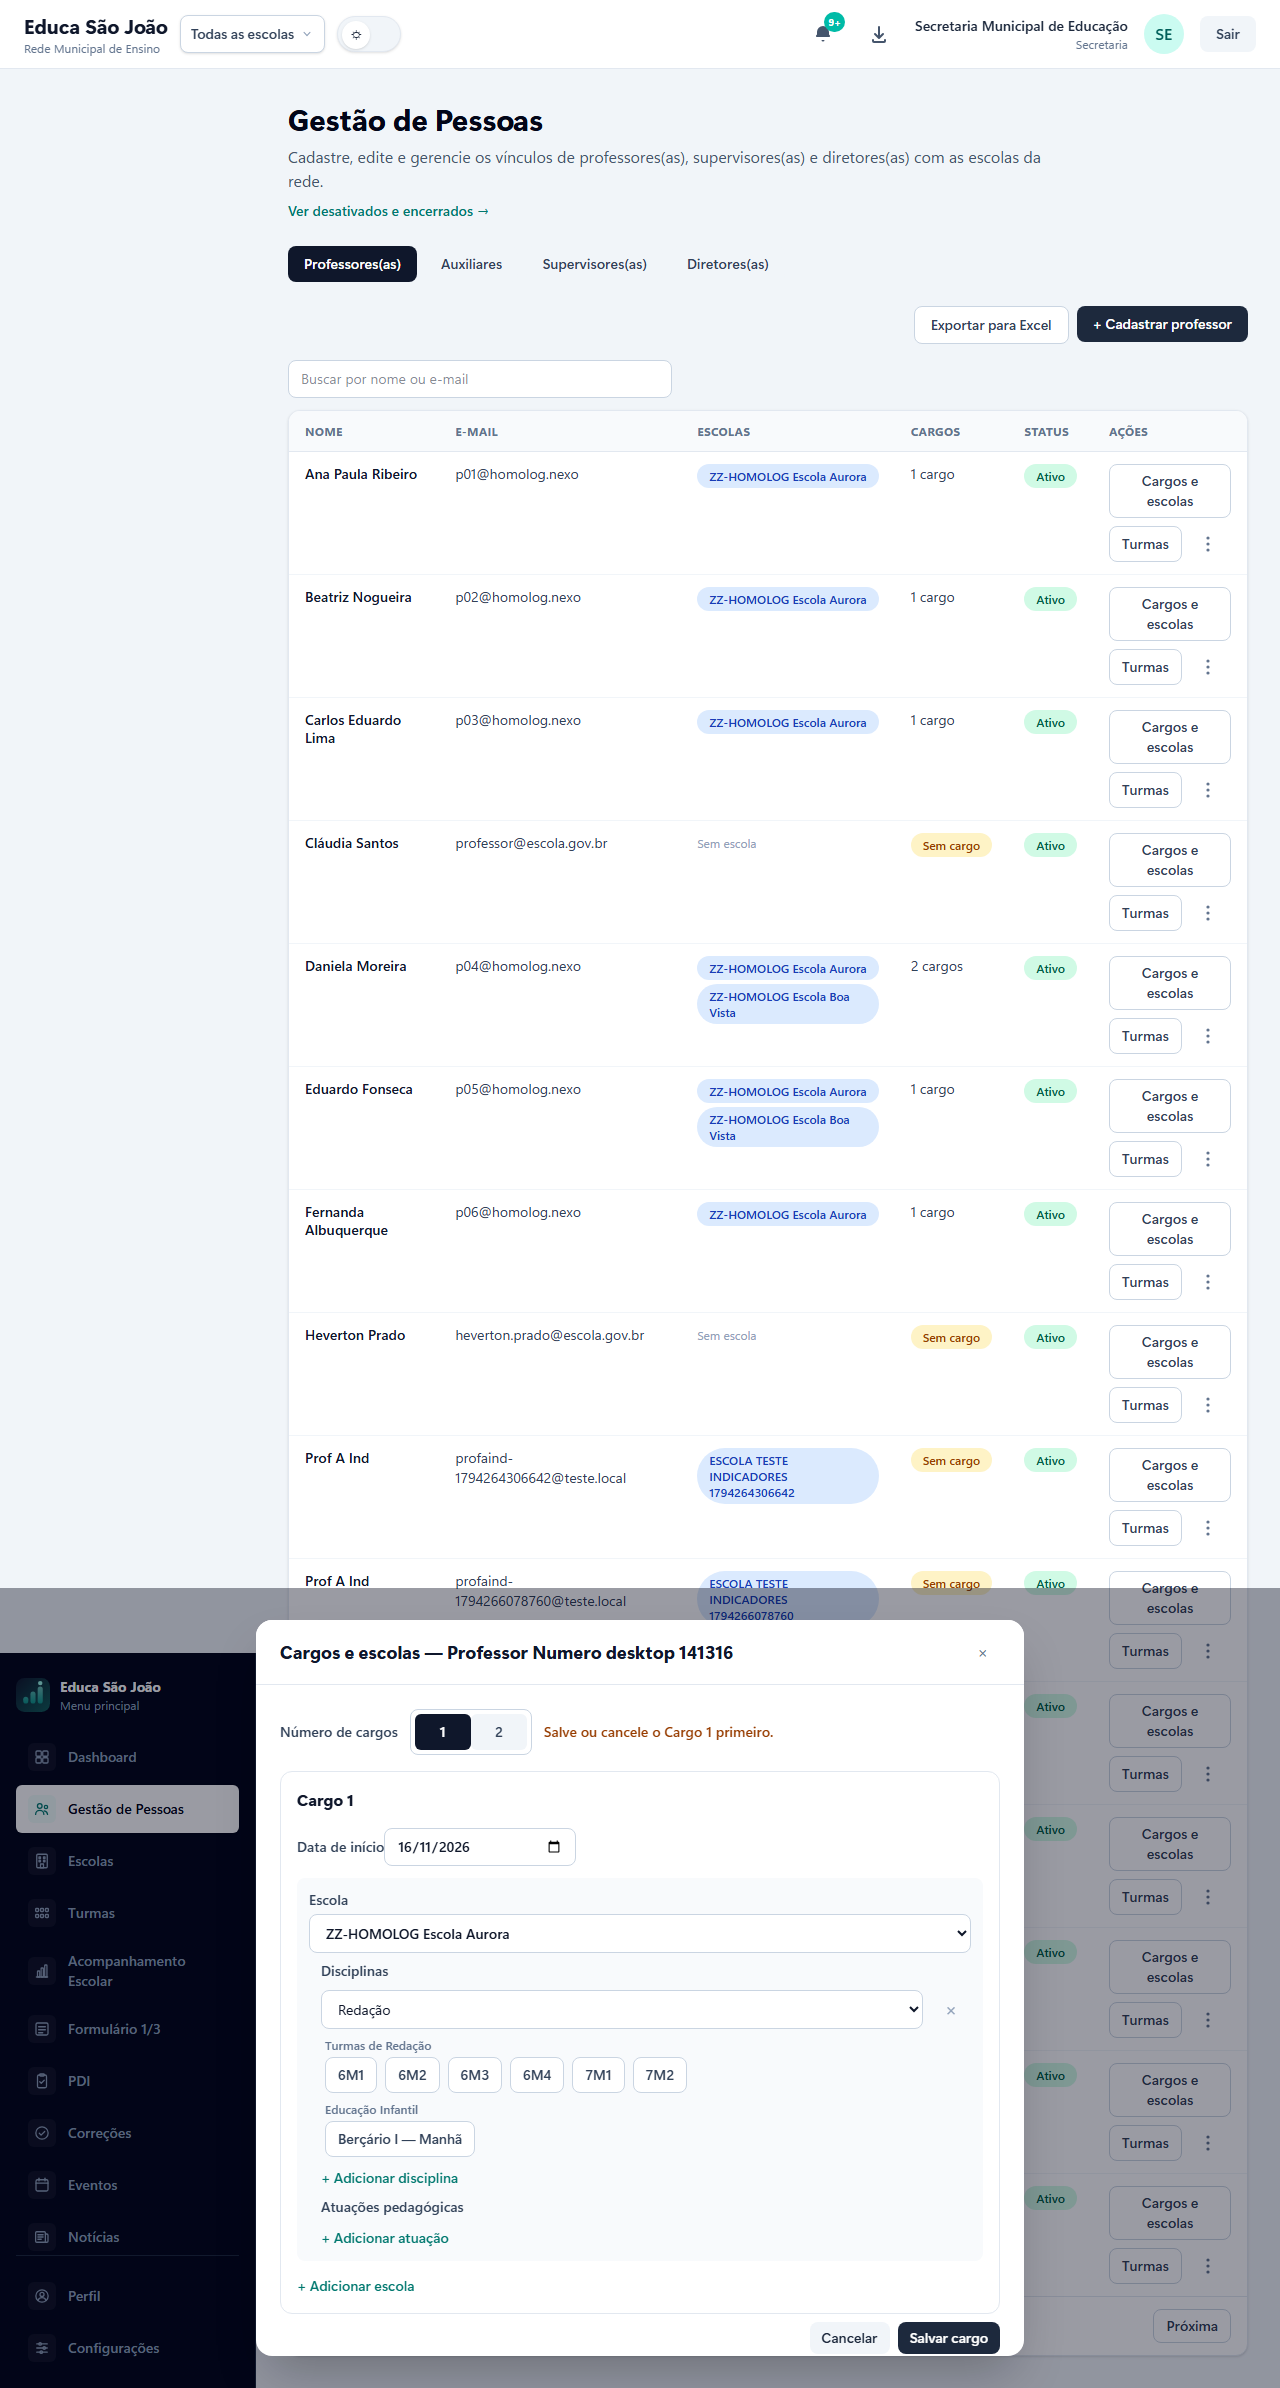 Educa São João
Rede Municipal de Ensino
Todas as escolas
9+
Secretaria Municipal de Educação
Secretaria
SE
Sair
Gestão de Pessoas
Cadastre, edite e gerencie os vínculos de professores(as), supervisores(as) e diretores(as) com as escolas da
rede.
Ver desativados e encerrados →
Professores(as)
Auxiliares
Supervisores(as)
Diretores(as)
Exportar para Excel
+ Cadastrar professor
Buscar por nome ou e-mail
NOME E-MAIL ESCOLAS CARGOS STATUS AÇÕES
Ana Paula Ribeiro p01@homolog.nexo ZZ-HOMOLOG Escola Aurora 1 cargo Ativo Cargos e
escolas
Turmas
Beatriz Nogueira p02@homolog.nexo ZZ-HOMOLOG Escola Aurora 1 cargo Ativo Cargos e
escolas
Turmas
Carlos Eduardo p03@homolog.nexo ZZ-HOMOLOG Escola Aurora 1 cargo Ativo Cargos e
Lima escolas
Turmas
Cláudia Santos professor@escola.gov.br Sem escola Sem cargo Ativo Cargos e
escolas
Turmas
Daniela Moreira p04@homolog.nexo ZZ-HOMOLOG Escola Aurora 2 cargos Ativo Cargos e
ZZ-HOMOLOG Escola Boa escolas
Vista
Turmas
Eduardo Fonseca p05@homolog.nexo ZZ-HOMOLOG Escola Aurora 1 cargo Ativo Cargos e
ZZ-HOMOLOG Escola Boa escolas
Vista
Turmas
Fernanda p06@homolog.nexo ZZ-HOMOLOG Escola Aurora 1 cargo Ativo Cargos e
Albuquerque escolas
Turmas
Heverton Prado heverton.prado@escola.gov.br Sem escola Sem cargo Ativo Cargos e
escolas
Turmas
Prof A Ind profaind- ESCOLA TESTE Sem cargo Ativo Cargos e
1794264306642@teste.local INDICADORES escolas
1794264306642
Turmas
Prof A Ind profaind- ESCOLA TESTE Sem cargo Ativo Cargos e
1794266078760@teste.local INDICADORES escolas
1794266078760
Turmas
Ativo Cargos e
escolas
Turmas
Ativo Cargos e
escolas
Turmas
Ativo Cargos e
escolas
Turmas
Ativo Cargos e
escolas
Turmas
Ativo Cargos e
escolas
Turmas
Próxima
Educa São João
Menu principal
Dashboard
Gestão de Pessoas
Escolas
Turmas
Acompanhamento
Escolar
Formulário 1/3
PDI
Correções
Eventos
Notícias
Perfil
Configurações
Cargos e escolas — Professor Numero desktop 141316
×
Número de cargos 1 2 Salve ou cancele o Cargo 1 primeiro.
Cargo 1
Data de início 16/11/2026
Escola
ZZ-HOMOLOG Escola Aurora
Disciplinas
Redação ×
Turmas de Redação
6M1 6M2 6M3 6M4 7M1 7M2
Educação Infantil
Berçário I — Manhã
+ Adicionar disciplina
Atuações pedagógicas
+ Adicionar atuação
+ Adicionar escola
Cancelar Salvar cargo